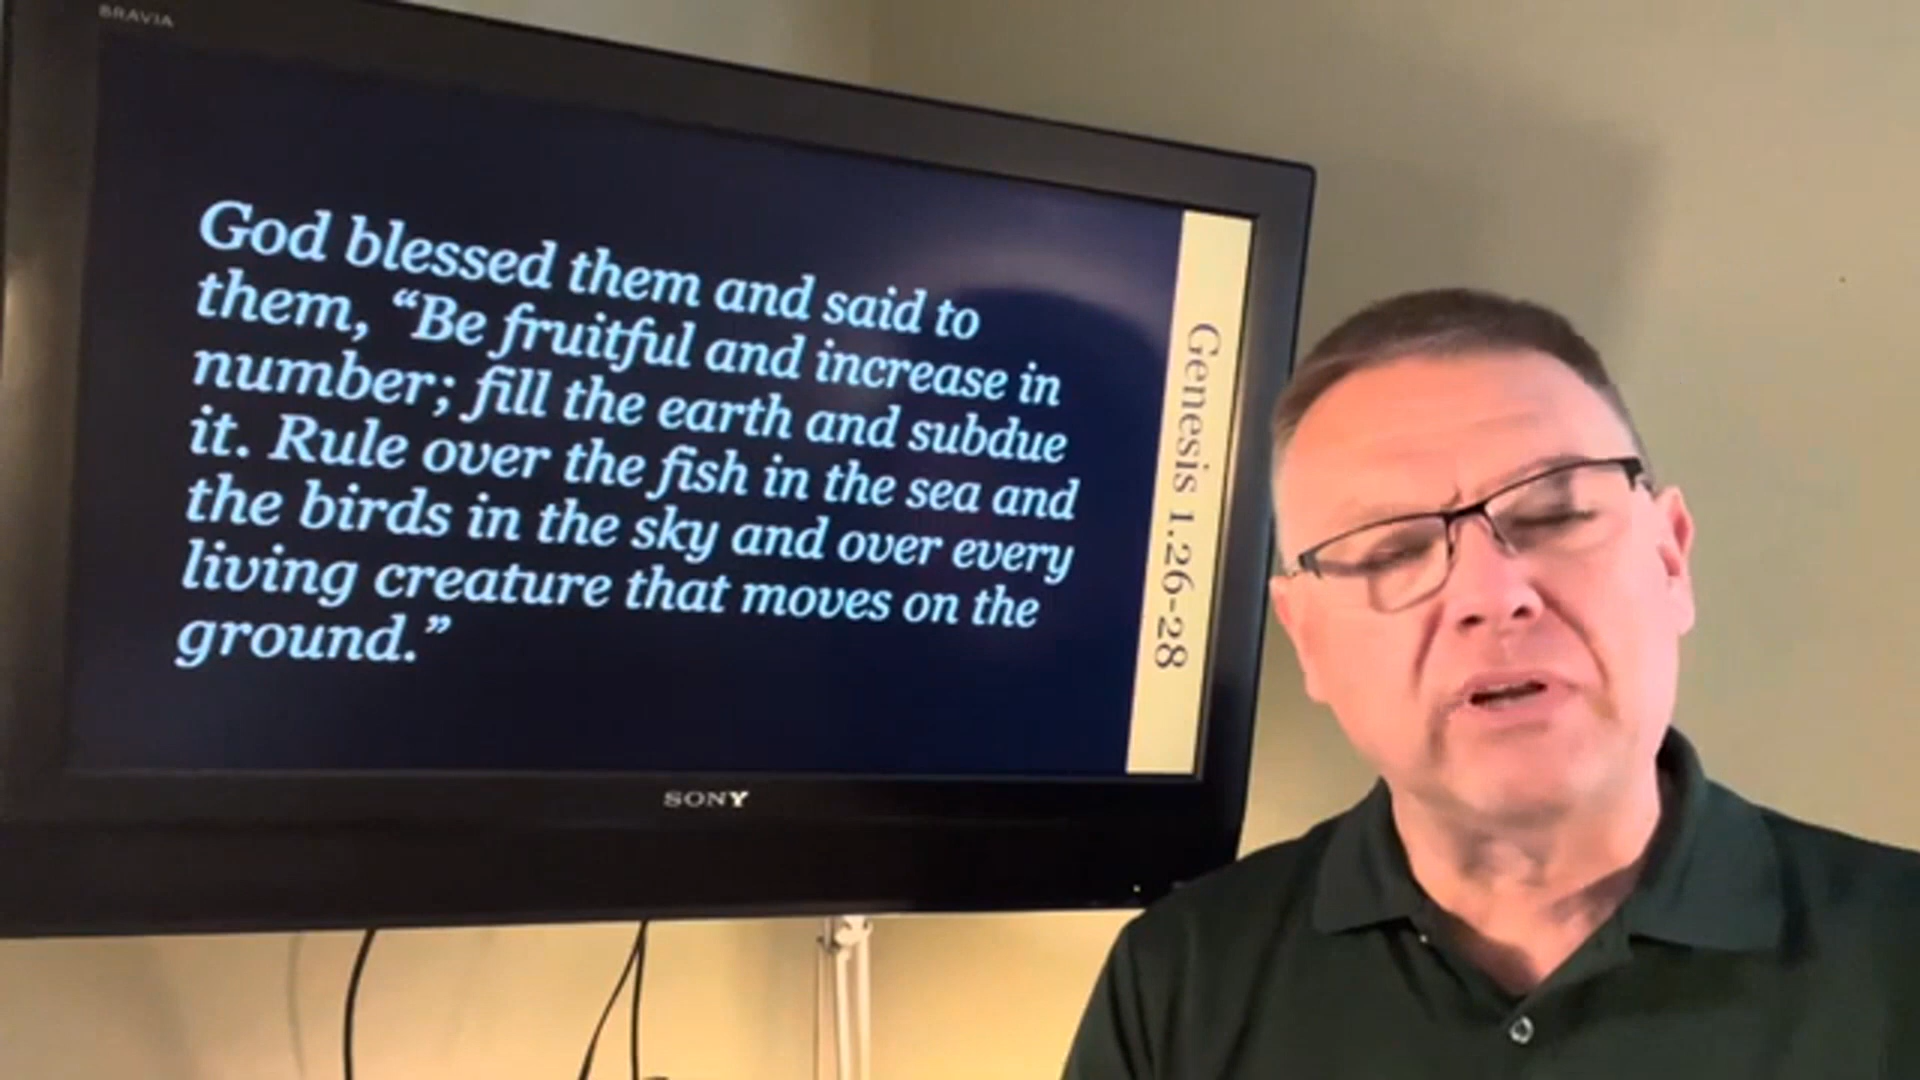 BRAVIA
God blessed them and said to
them, “Be fruitful and increase in
number; fill the earth and subdue
it. Rule over the fish in the sea and
the birds in the sky and over every
living creature that moves on the
ground.”
Genesis 1.26-28
SONY